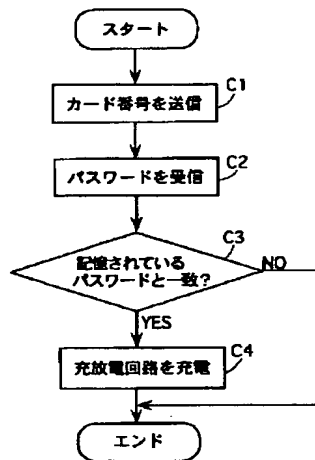 スタート
C1
カード番号を送信
C2
パスワードを受信
C3
記憶されている
パスワードと一致?
NO
YES
C4
充放電回路を充電
エンド